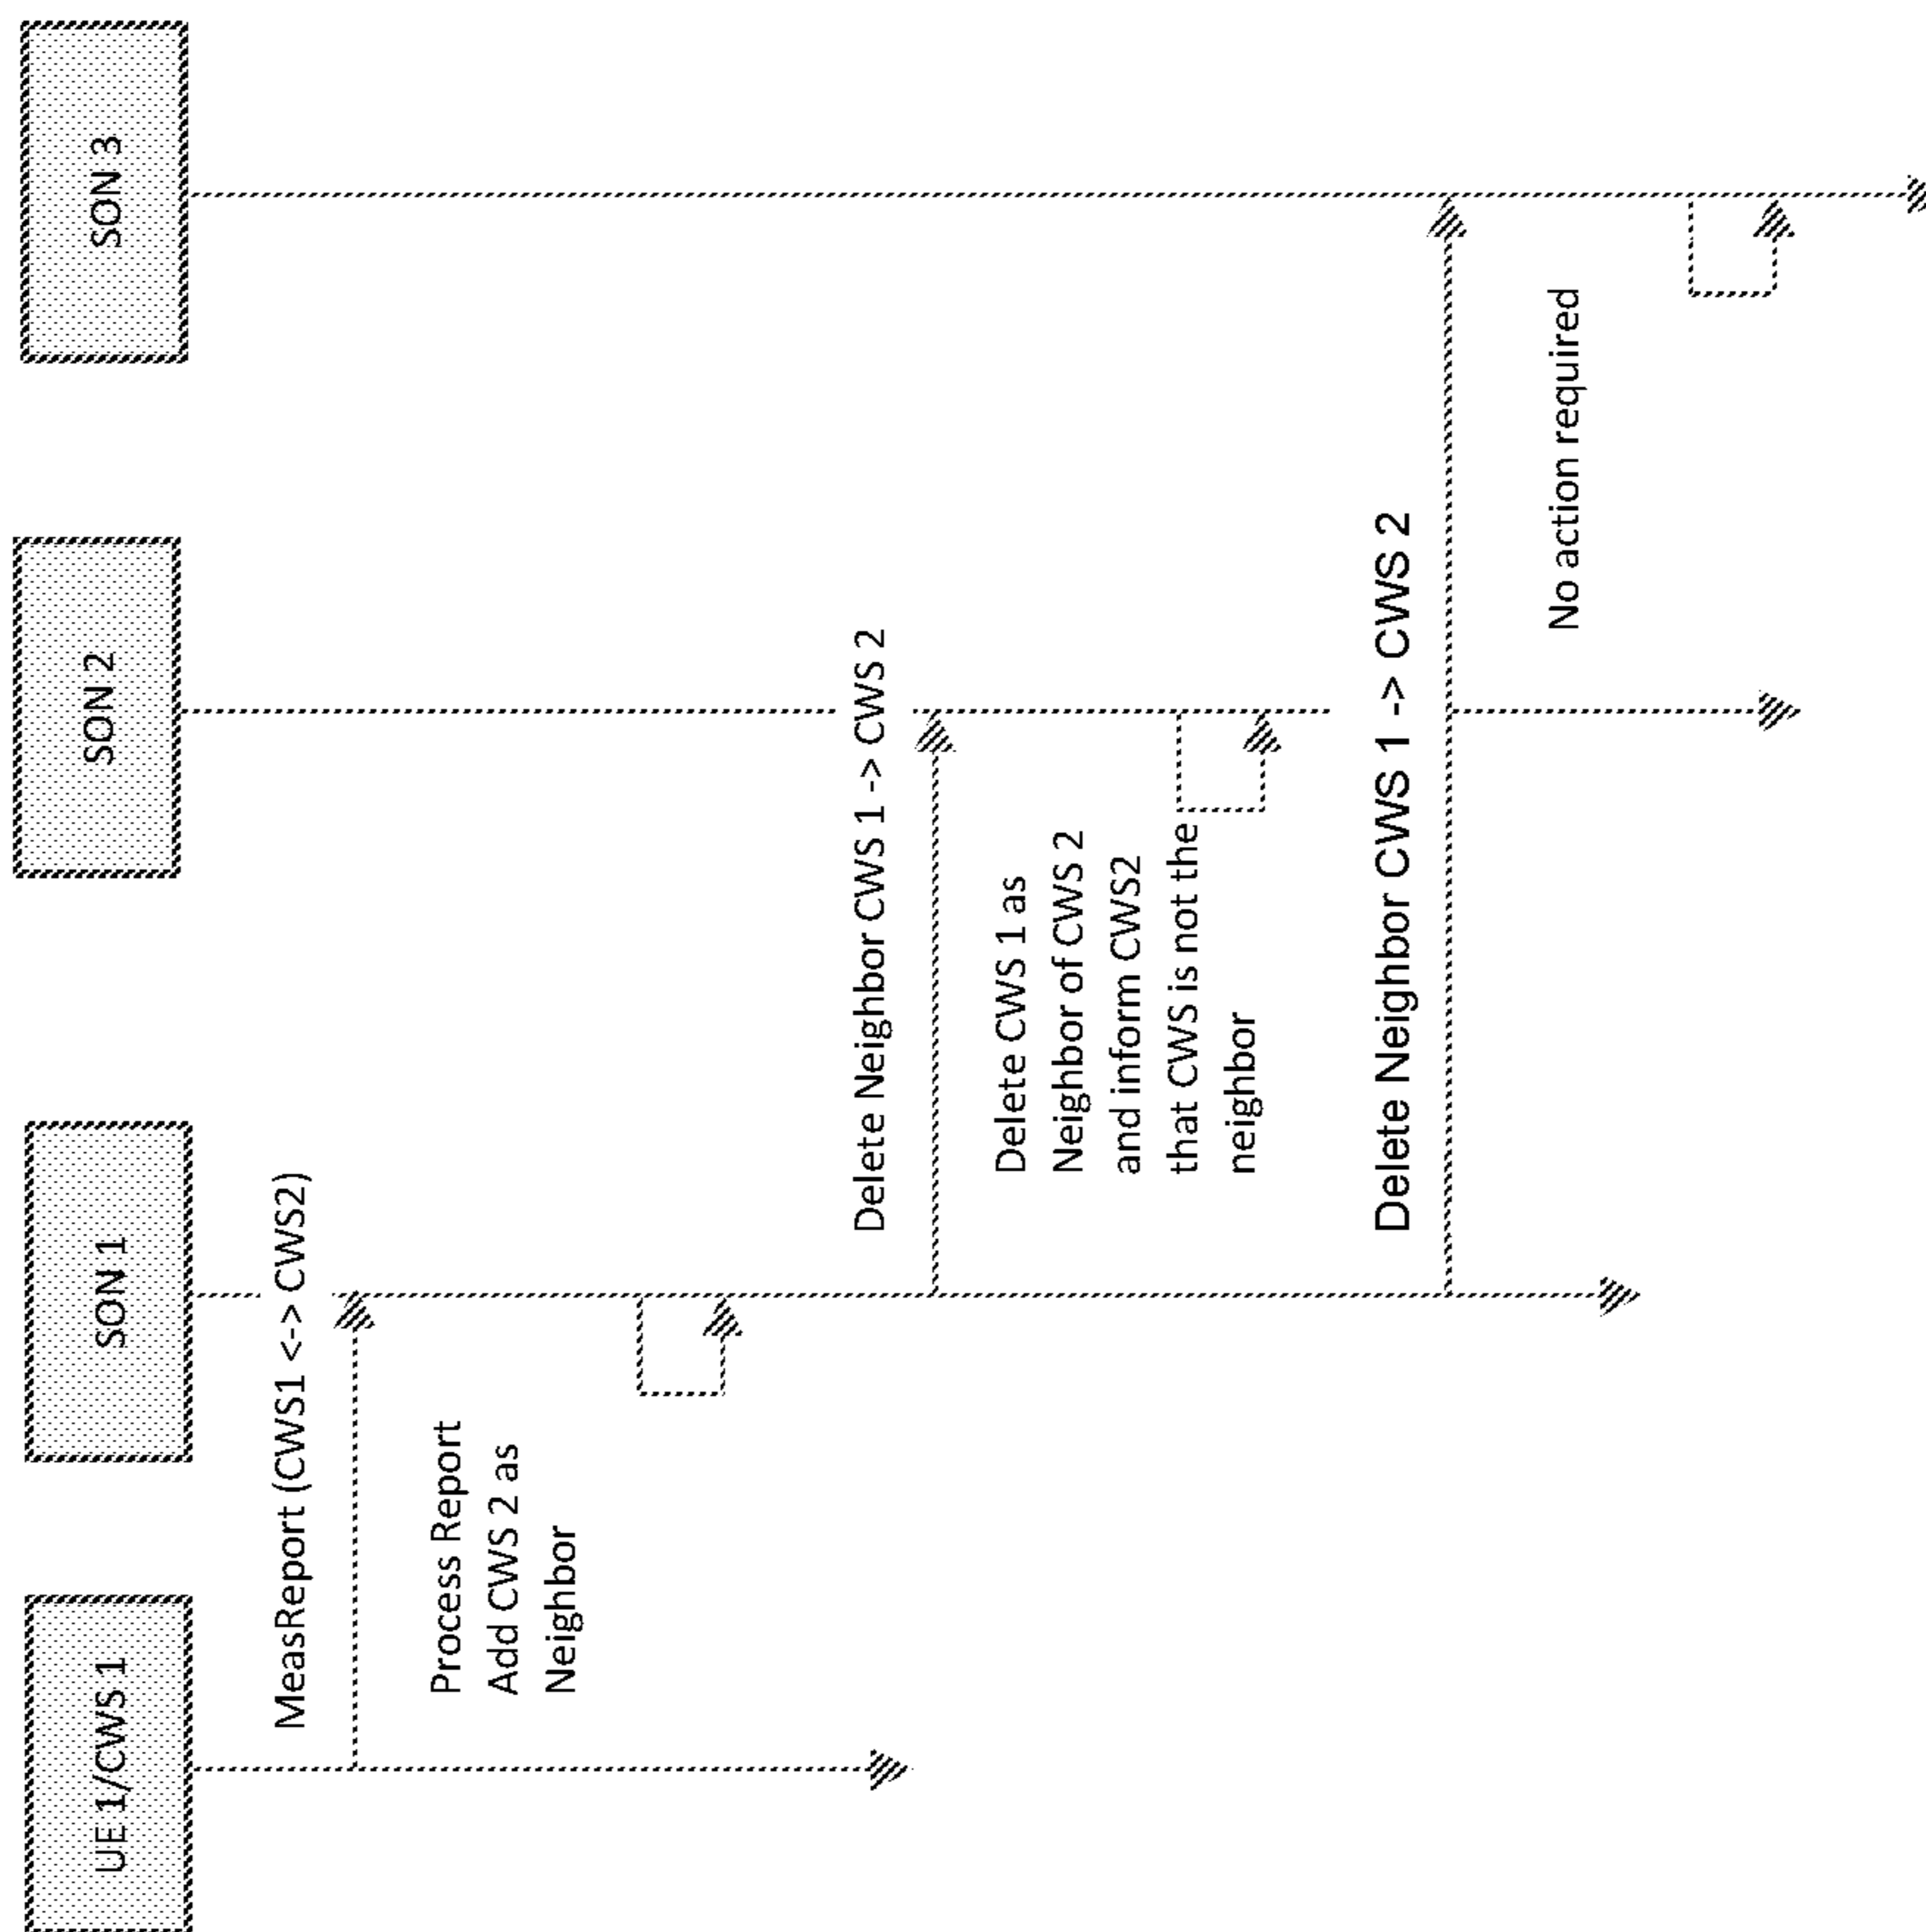 UE 1/CWS 1
SON 1
SON 2
SON 3
MeasReport (CWS1 <-> CWS2)
Process Report
Add CWS 2 as
Neighbor
Delete Neighbor CWS 1 -> CWS 2
Delete CWS 1 as
Neighbor of CWS 2
and inform CWS2
that CWS is not the
neighbor
Delete Neighbor CWS 1 -> CWS 2
No action required